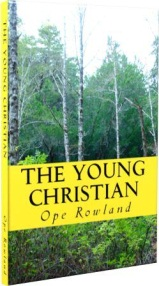 THE YOUNG CHRISTIAN
Ope Rowland
THE YOUNG
CHRISTIAN
Ope Rowland